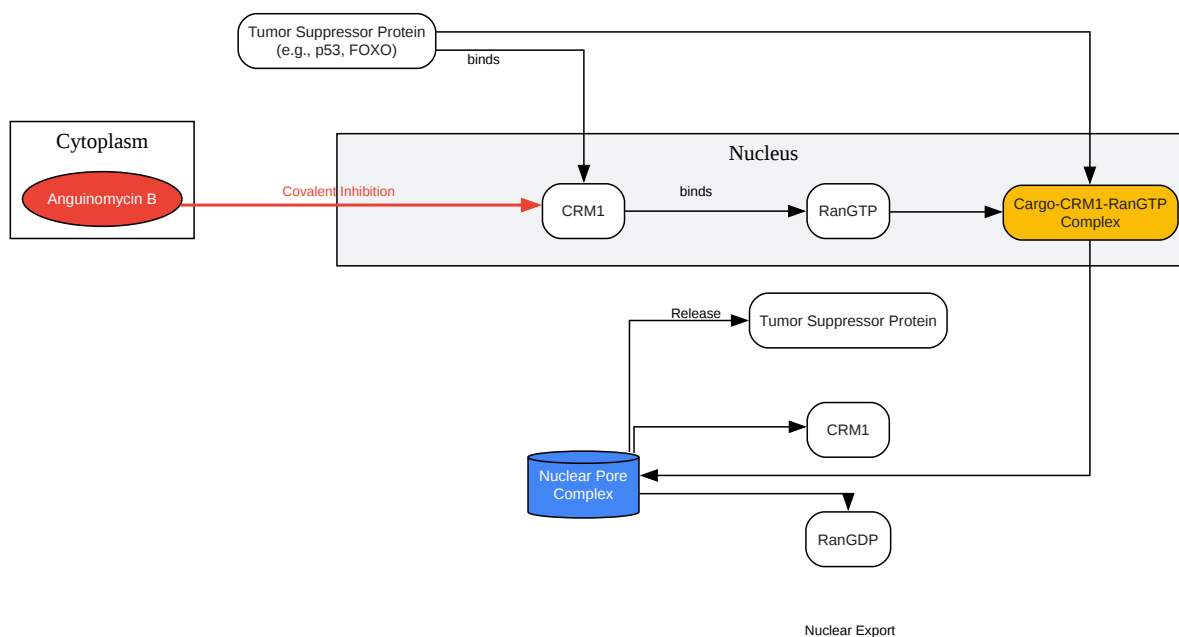 Tumor Suppressor Protein
(e.g., p53, FOXO)
binds
Cytoplasm
Anguinomycin B
Covalent Inhibition
Nucleus
CRM1
binds
RanGTP
Cargo-CRM1-RanGTP
Complex
Release
Tumor Suppressor Protein
CRM1
Nuclear Pore
Complex
RanGDP
Nuclear Export